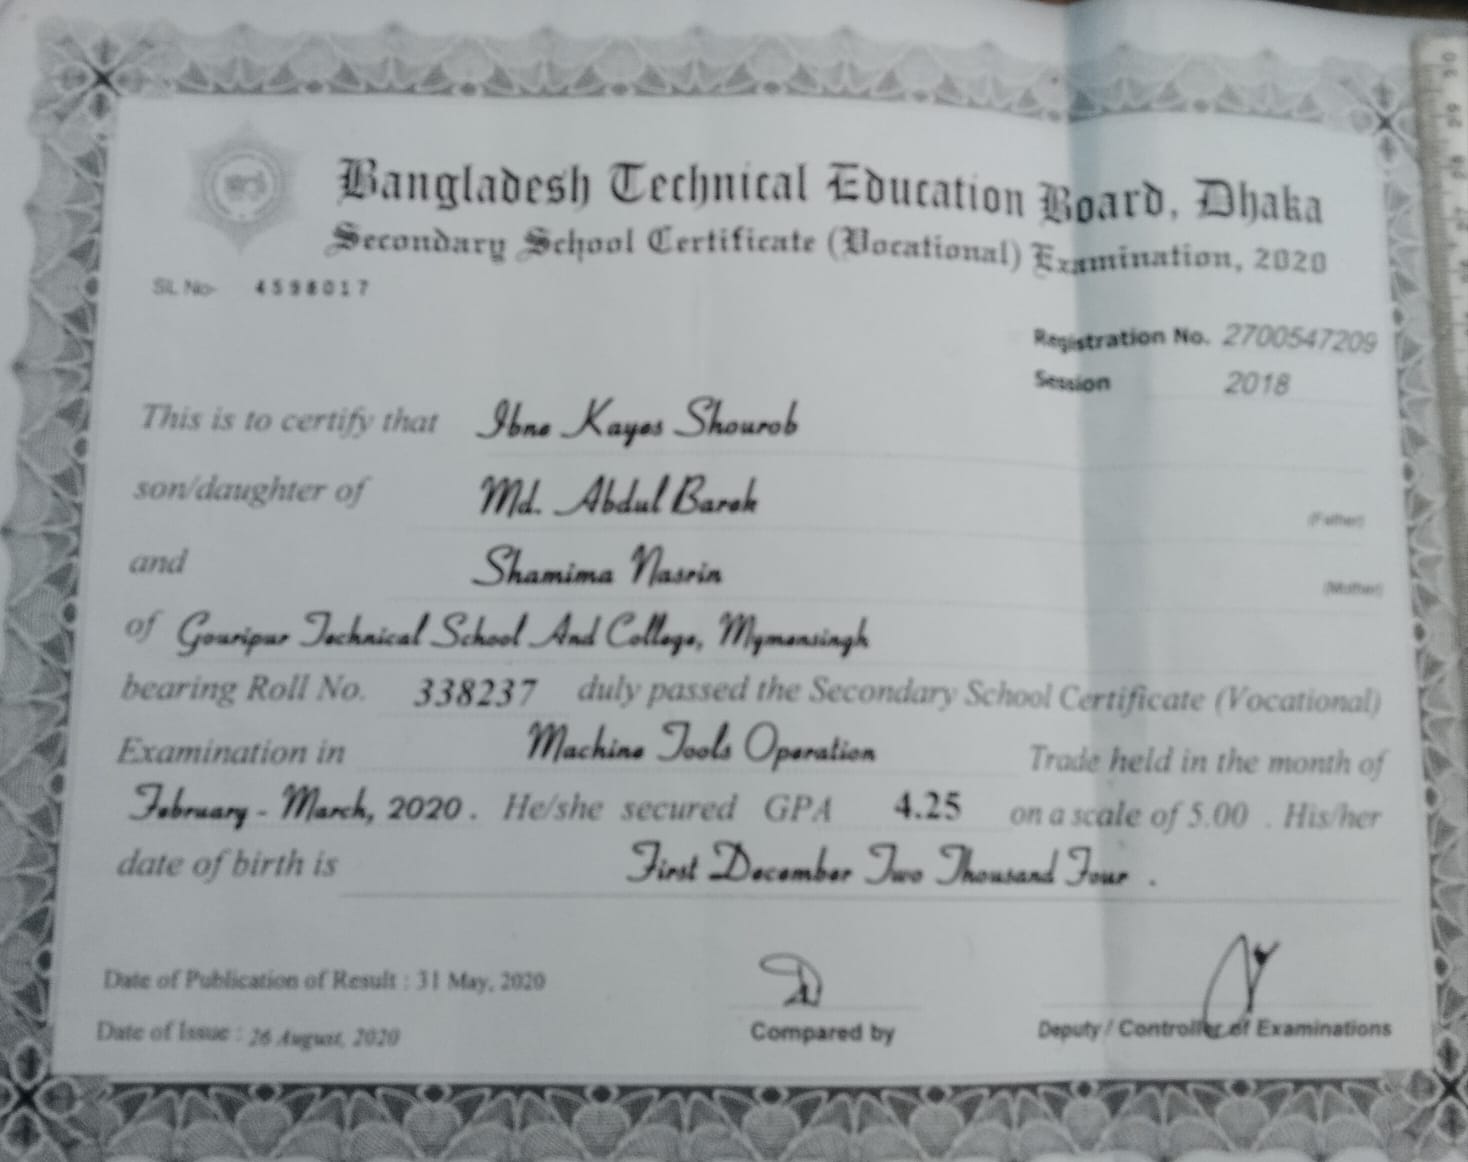 Bangladesh Technical Education Board, Dhaka
Secondary School Certificate (Vocational) Examination, 2020
SL No- 4598017
Registration No. 2700547209
Session 2018
This is to certify that Ibne Kayes Shourob
son/daughter of Md. Abdul Barek
(Father)
and Shamima Nasrin
(Mother)
of Gouripur Technical School And College, Mymensingh
bearing Roll No. 338237 duly passed the Secondary School Certificate (Vocational)
Examination in Machine Tools Operation Trade held in the month of
February - March, 2020 . He/she secured GPA 4.25 on a scale of 5.00 . His/her
date of birth is First December Two Thousand Four .
Date of Publication of Result : 31 May, 2020
Date of Issue : 26 August, 2020
Compared by
Deputy / Controller of Examinations